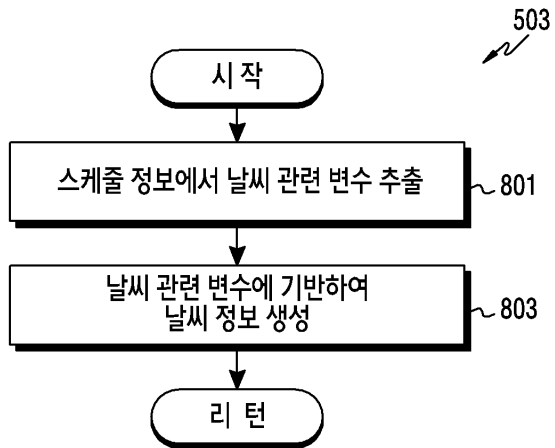 503
시 작
스케줄 정보에서 날씨 관련 변수 추출
801
날씨 관련 변수에 기반하여
날씨 정보 생성
803
리 턴